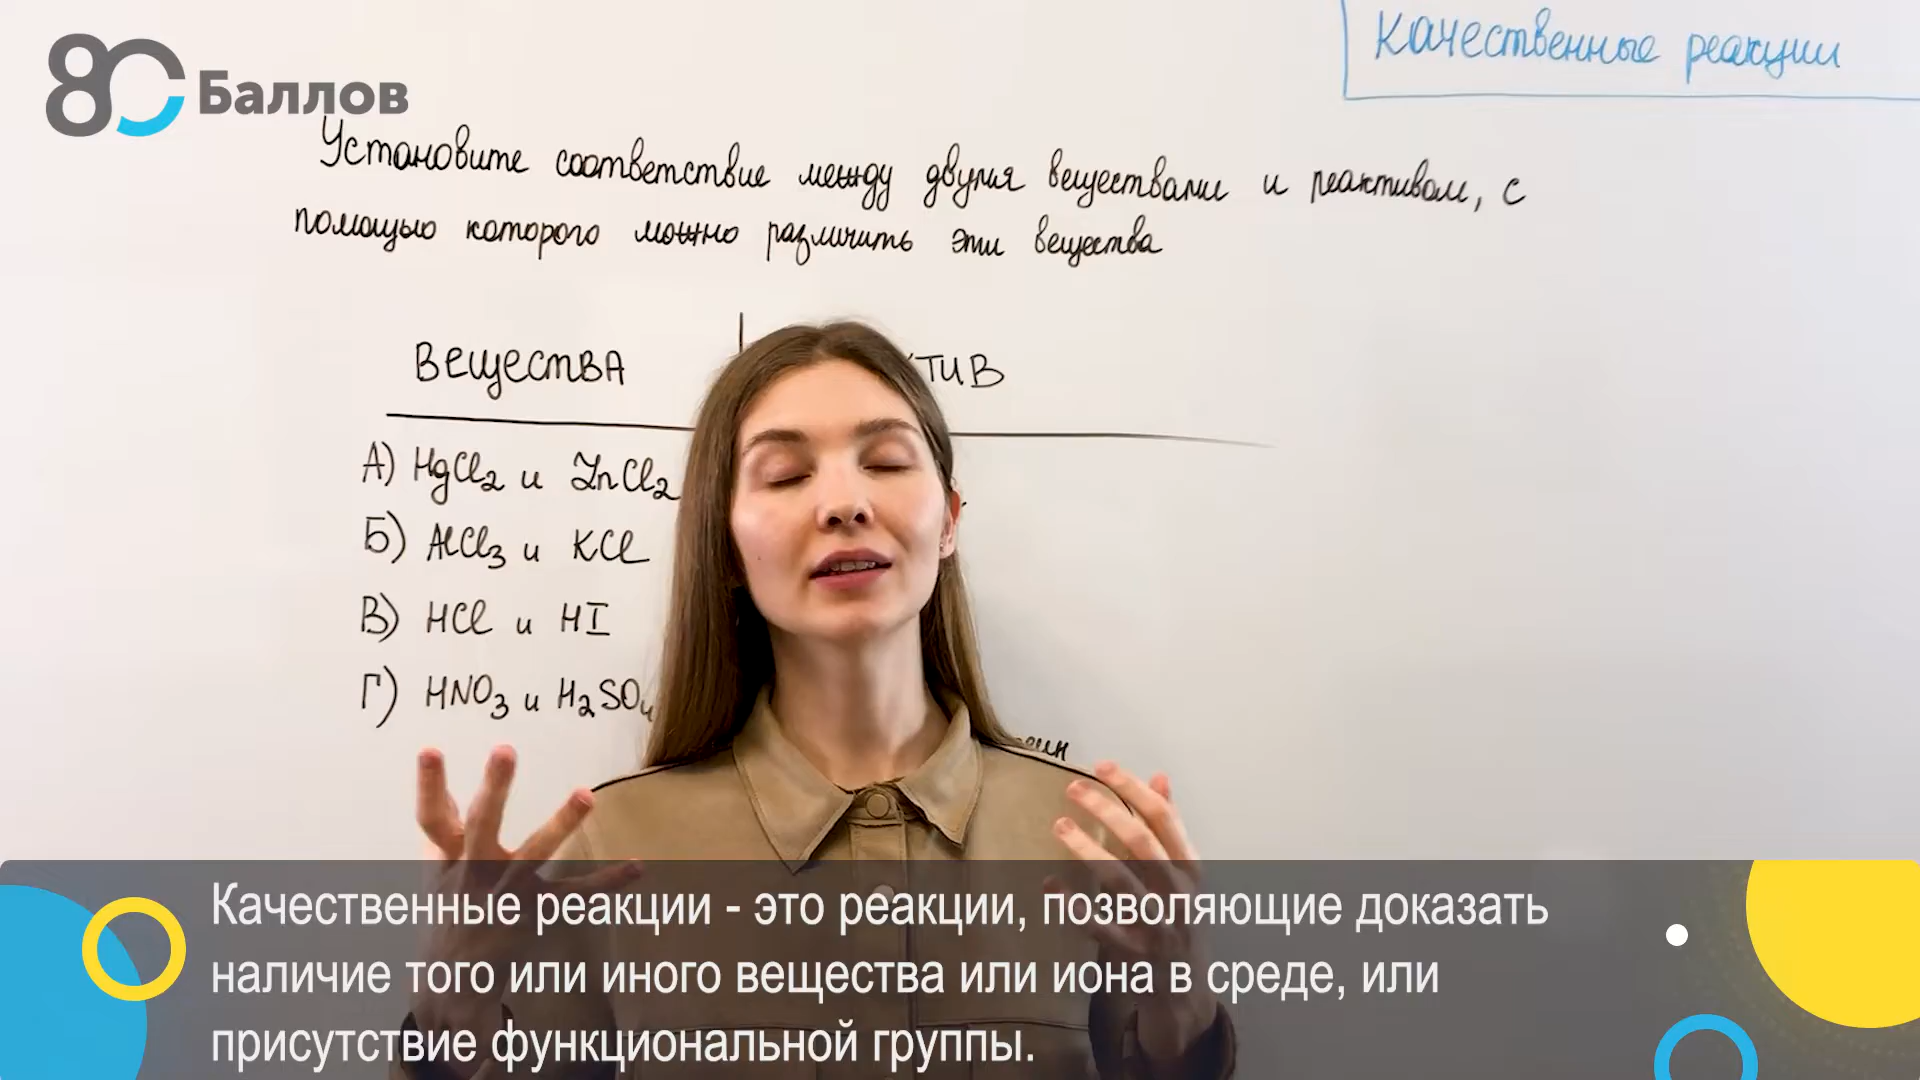 80 Баллов
Качественные реакции
Установите соответствие между двумя веществами и реактивом, с
помощью которого можно различить эти вещества
ВЕЩЕСТВА
А) HgCl₂ и ZnCl₂
Б) AlCl₃ и KCl
В) HCl и HI
Г) HNO₃ и H₂SO₄
Качественные реакции - это реакции, позволяющие доказать
наличие того или иного вещества или иона в среде, или
присутствие функциональной группы.